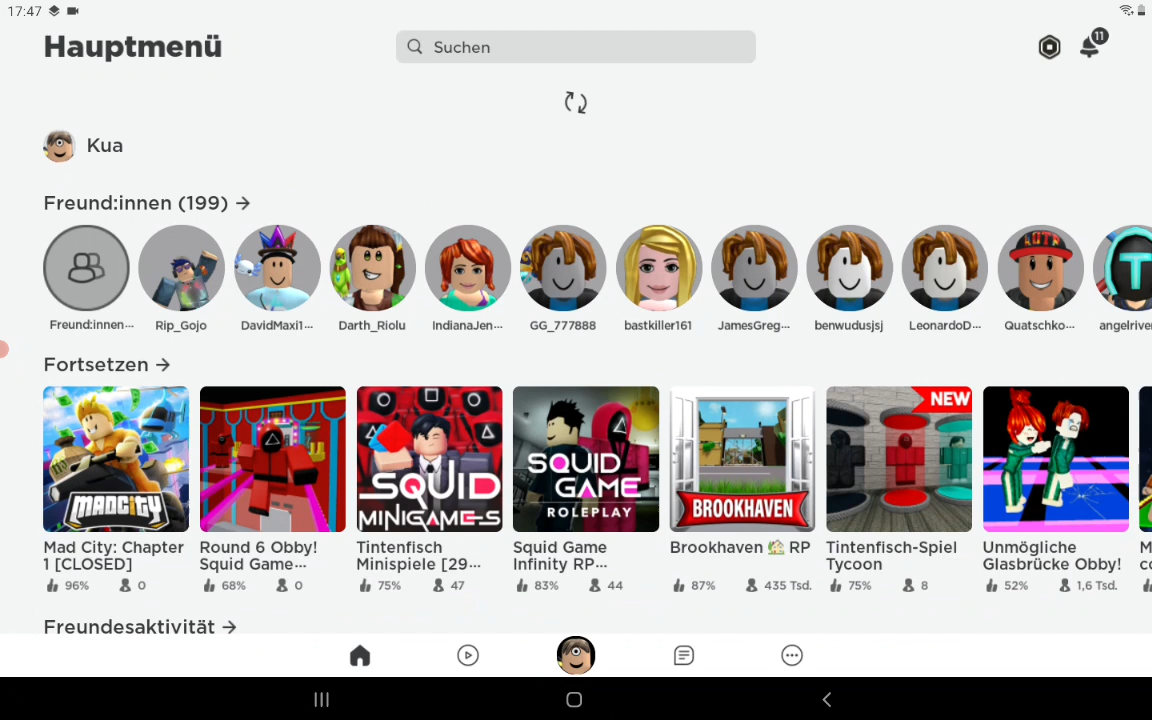 17:47
Hauptmenü
Suchen
11
Kua
Freund:innen (199) →
Freund:innen...
Rip_Gojo
DavidMaxi1...
Darth_Riolu
IndianaJen...
GG_777888
bastkiller161
JamesGreg...
benwudusjsj
LeonardoD...
Quatschko...
angelriver
Fortsetzen →
MADCITY
SQUID
MINIGAMES
SQUID
GAME
ROLEPLAY
BROOKHAVEN
NEW
Mad City: Chapter
1 [CLOSED]
96% 0
Round 6 Obby!
Squid Game...
68% 0
Tintenfisch
Minispiele [29...
75% 47
Squid Game
Infinity RP...
83% 44
Brookhaven 🏡 RP
87% 435 Tsd.
Tintenfisch-Spiel
Tycoon
75% 8
Unmögliche
Glasbrücke Obby!
52% 1,6 Tsd.
Freundesaktivität →